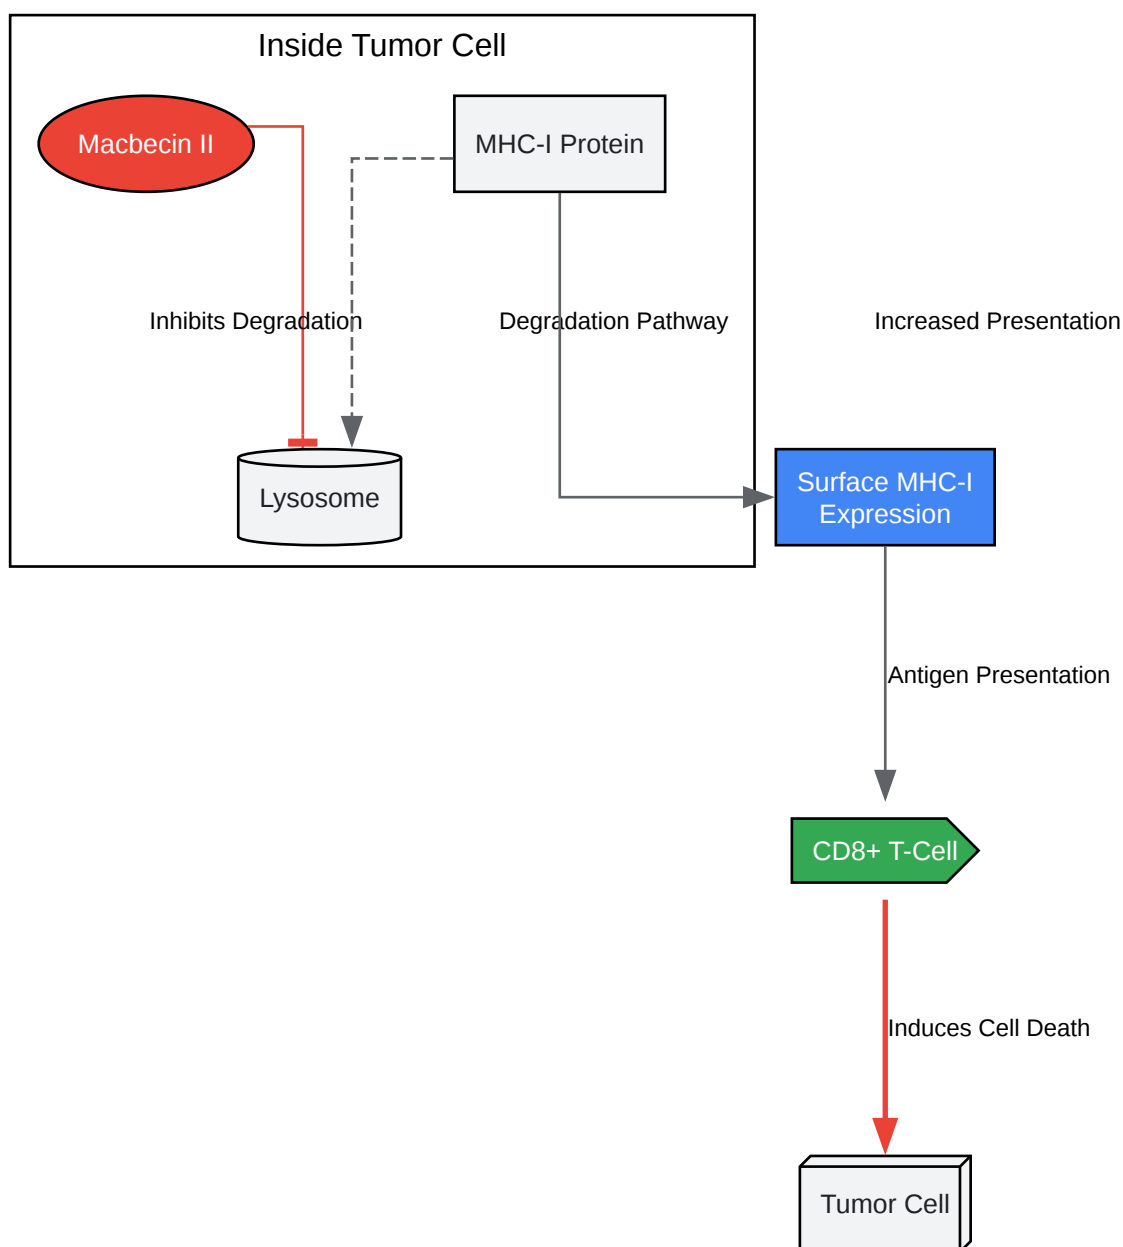 Inside Tumor Cell
Macbecin II
MHC-I Protein
Inhibits Degradation
Degradation Pathway
Increased Presentation
Lysosome
Surface MHC-I
Expression
Antigen Presentation
CD8+ T-Cell
Induces Cell Death
Tumor Cell